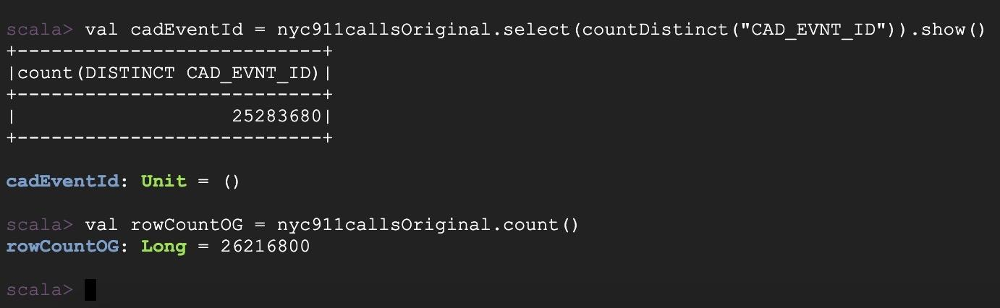 scala> val cadEventId = nyc911callsOriginal.select(countDistinct("CAD_EVNT_ID")).show()
+---------------------------+
|count(DISTINCT CAD_EVNT_ID)|
+---------------------------+
|                   25283680|
+---------------------------+
cadEventId: Unit = ()
scala> val rowCountOG = nyc911callsOriginal.count()
rowCountOG: Long = 26216800
scala>